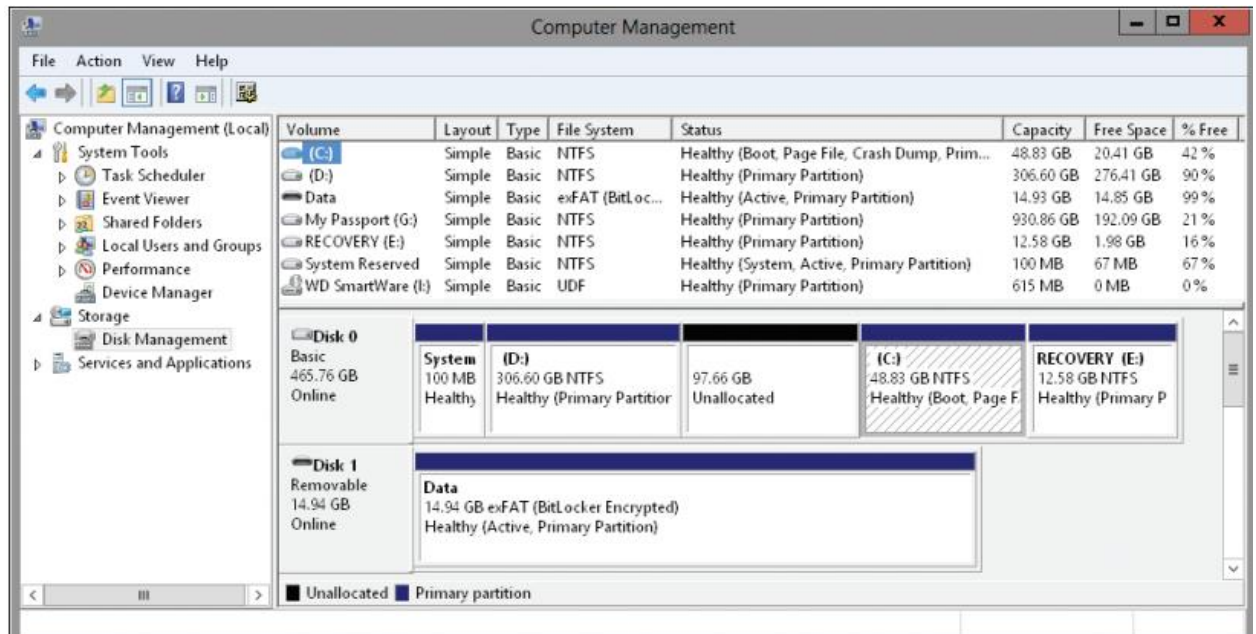 Computer Management
File Action View Help
Computer Management (Local)
System Tools
Task Scheduler
Event Viewer
Shared Folders
Local Users and Groups
Performance
Device Manager
Storage
Disk Management
Services and Applications
Volume Layout Type File System Status Capacity Free Space % Free
(C:) Simple Basic NTFS Healthy (Boot, Page File, Crash Dump, Prim... 48.83 GB 20.41 GB 42 %
(D:) Simple Basic NTFS Healthy (Primary Partition) 306.60 GB 276.41 GB 90 %
Data Simple Basic exFAT (BitLoc... Healthy (Active, Primary Partition) 14.93 GB 14.85 GB 99 %
My Passport (G:) Simple Basic NTFS Healthy (Primary Partition) 930.86 GB 192.09 GB 21 %
RECOVERY (E:) Simple Basic NTFS Healthy (Primary Partition) 12.58 GB 1.98 GB 16 %
System Reserved Simple Basic NTFS Healthy (System, Active, Primary Partition) 100 MB 67 MB 67 %
WD SmartWare (I:) Simple Basic UDF Healthy (Primary Partition) 615 MB 0 MB 0 %
Disk 0
Basic
465.76 GB
Online
System
100 MB
Healthy
(D:)
306.60 GB NTFS
Healthy (Primary Partitior
97.66 GB
Unallocated
(C:)
48.83 GB NTFS
Healthy (Boot, Page F
RECOVERY (E:)
12.58 GB NTFS
Healthy (Primary P
Disk 1
Removable
14.94 GB
Online
Data
14.94 GB exFAT (BitLocker Encrypted)
Healthy (Active, Primary Partition)
Unallocated Primary partition